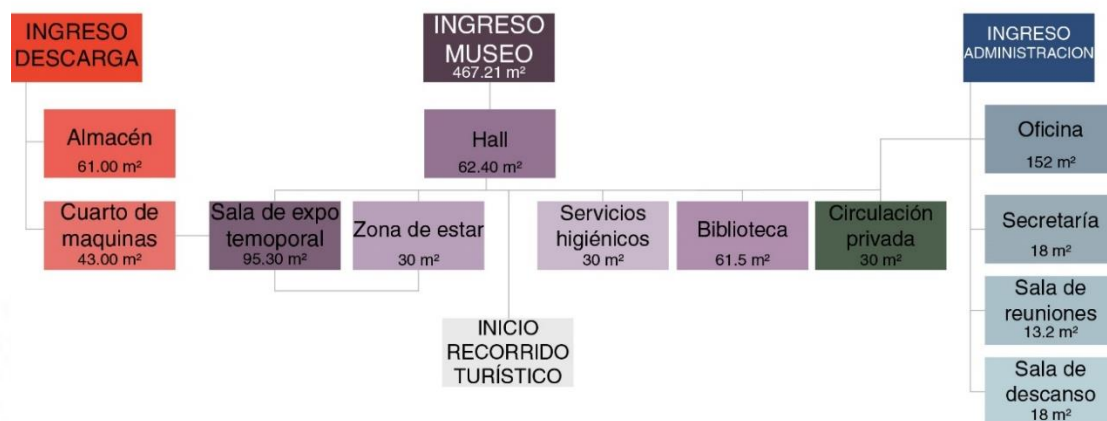 INGRESO
DESCARGA
INGRESO
MUSEO
467.21 m²
INGRESO
ADMINISTRACION
Almacén
61.00 m²
Hall
62.40 m²
Oficina
152 m²
Cuarto de
maquinas
43.00 m²
Sala de expo
temoporal
95.30 m²
Zona de estar
30 m²
Servicios
higiénicos
30 m²
Biblioteca
61.5 m²
Circulación
privada
30 m²
Secretaría
18 m²
Sala de
reuniones
13.2 m²
INICIO
RECORRIDO
TURÍSTICO
Sala de
descanso
18 m²